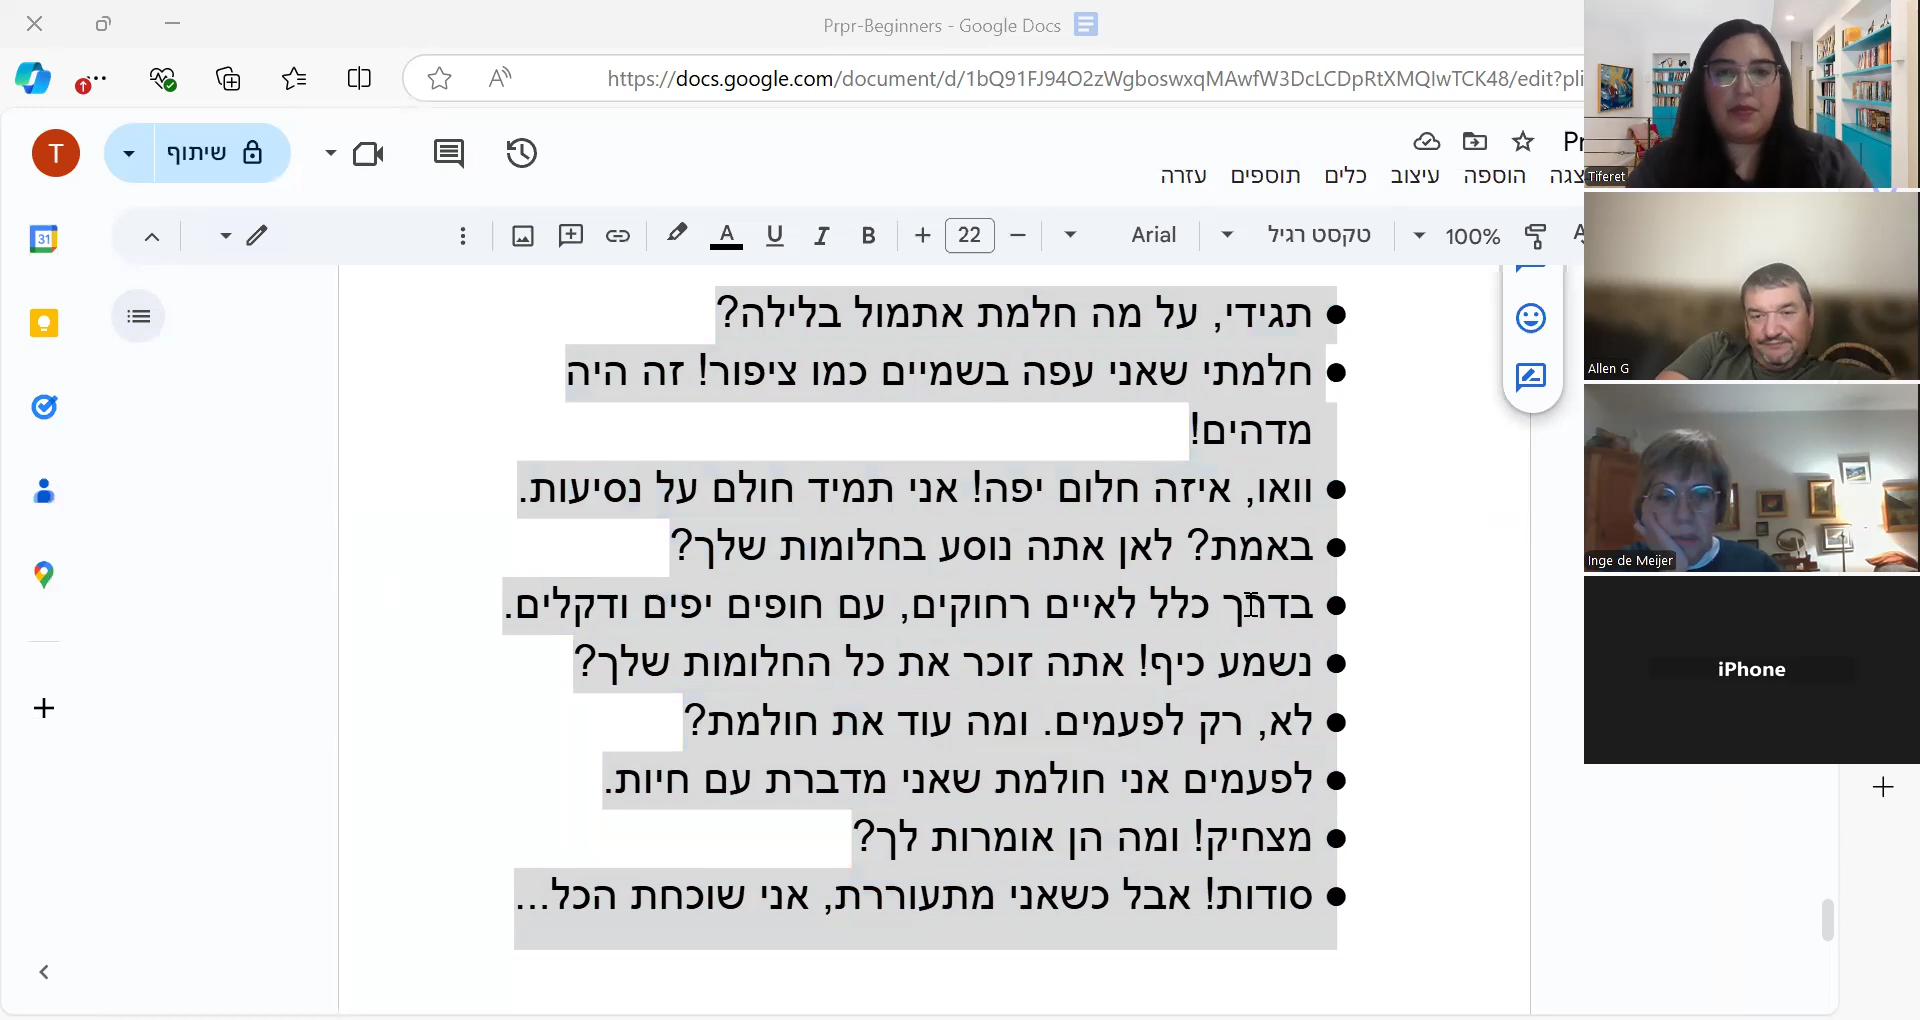 Prpr-Beginners - Google Docs
https://docs.google.com/document/d/1bQ91FJ94O2zWgboswxqMAwfW3DcLCDpRtXMQIwTCK48/edit?pli
T
שיתוף
Pr
הוספה עיצוב כלים תוספים עזרה
100% טקסט רגיל Arial 22 B I U A
31
תגידי, על מה חלמת אתמול בלילה?
חלמתי שאני עפה בשמיים כמו ציפור! זה היה
מדהים!
וואו, איזה חלום יפה! אני תמיד חולם על נסיעות.
באמת? לאן אתה נוסע בחלומות שלך?
בדרך כלל לאיים רחוקים, עם חופים יפים ודקלים.
נשמע כיף! אתה זוכר את כל החלומות שלך?
לא, רק לפעמים. ומה עוד את חולמת?
לפעמים אני חולמת שאני מדברת עם חיות.
מצחיק! ומה הן אומרות לך?
סודות! אבל כשאני מתעוררת, אני שוכחת הכל...
Tiferet
Allen G
Inge de Meijer
iPhone